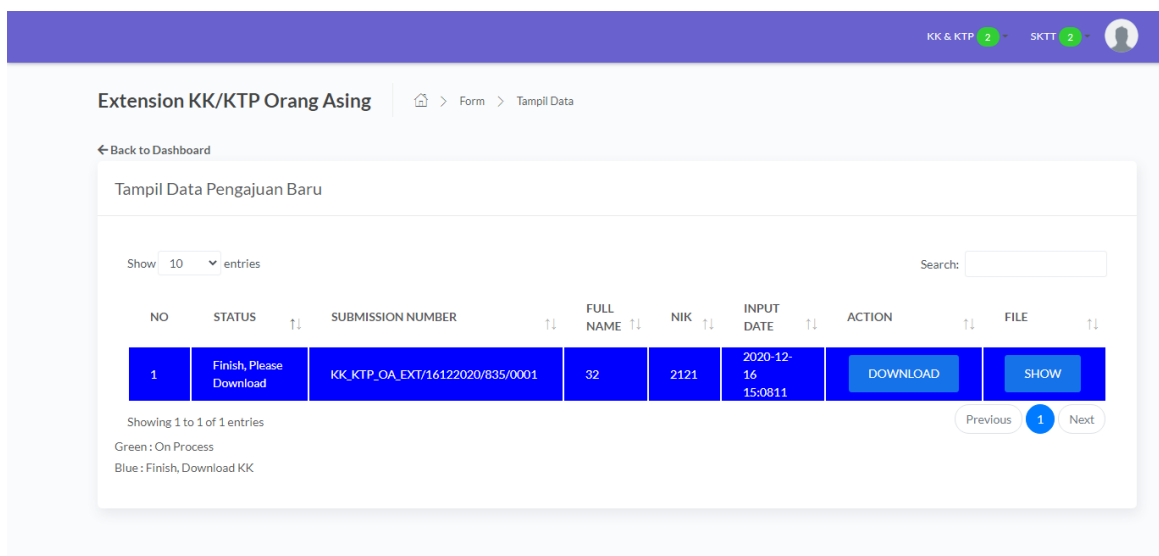 KK & KTP 2 SKTT 2
Extension KK/KTP Orang Asing > Form > Tampil Data
Back to Dashboard
Tampil Data Pengajuan Baru
Show 10 entries Search:
NO STATUS SUBMISSION NUMBER FULL NAME NIK INPUT DATE ACTION FILE
1 Finish, Please Download KK_KTP_OA_EXT/16122020/835/0001 32 2121 2020-12-16 15:0811 DOWNLOAD SHOW
Showing 1 to 1 of 1 entries Previous 1 Next
Green : On Process
Blue : Finish, Download KK